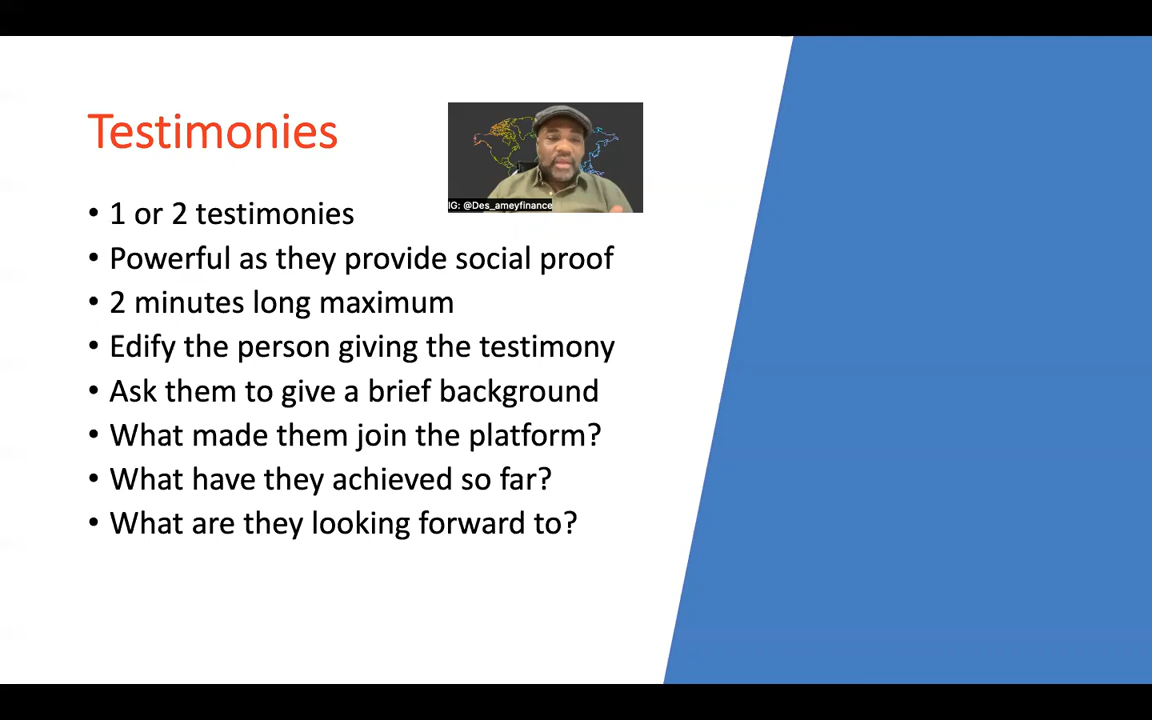 Testimonies
IG: @Des_ameyfinance
• 1 or 2 testimonies
• Powerful as they provide social proof
• 2 minutes long maximum
• Edify the person giving the testimony
• Ask them to give a brief background
• What made them join the platform?
• What have they achieved so far?
• What are they looking forward to?